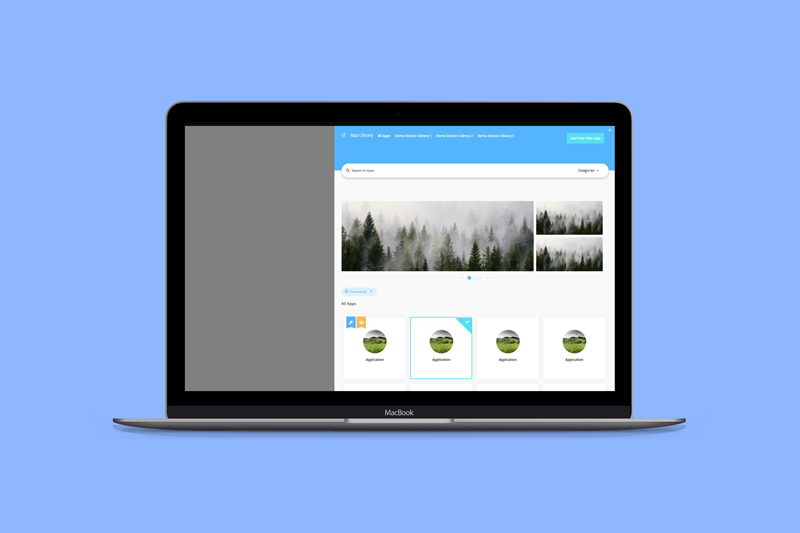 App Library All Apps Demo District Library 1 Demo District Library 2 Demo District Library 3
Add Your Own App
Search All Apps
Categories
All Apps
Application
Application
Application
Application
MacBook